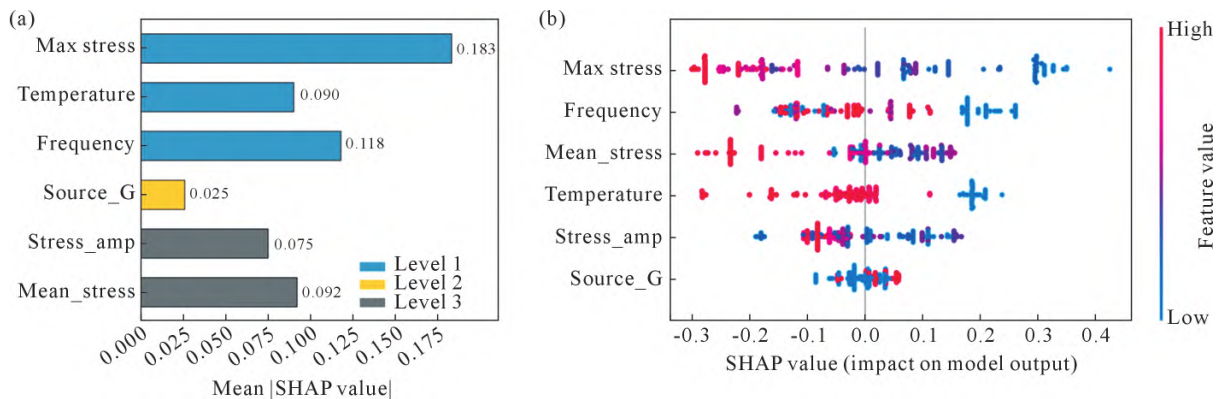 (a)
Max stress
0.183
Temperature
0.090
Frequency
0.118
Source_G
0.025
Stress_amp
0.075
Mean_stress
0.092
Level 1
Level 2
Level 3
0.000
0.025
0.050
0.075
0.100
0.125
0.150
0.175
Mean |SHAP value|
(b)
Max stress
Frequency
Mean_stress
Temperature
Stress_amp
Source_G
-0.3
-0.2
-0.1
0.0
0.1
0.2
0.3
0.4
SHAP value (impact on model output)
High
Feature value
Low